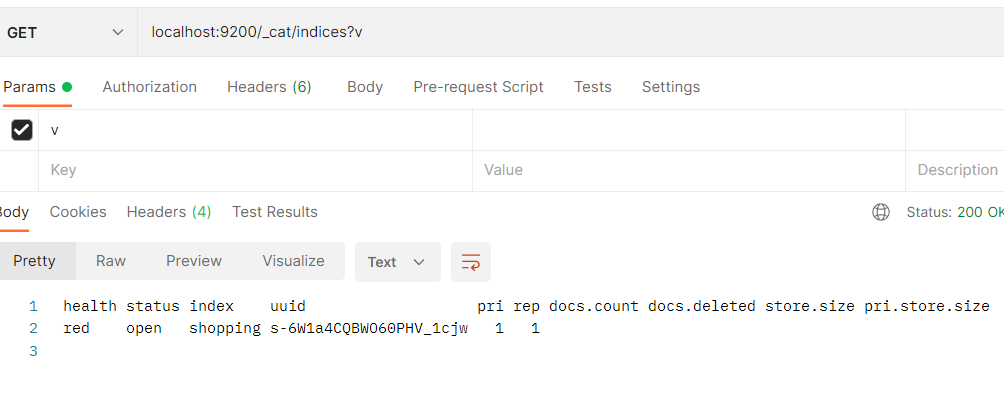 GET localhost:9200/_cat/indices?v
Params Authorization Headers (6) Body Pre-request Script Tests Settings
v
Key Value Description
Body Cookies Headers (4) Test Results Status: 200 OK
Pretty Raw Preview Visualize Text
1 health status index uuid pri rep docs.count docs.deleted store.size pri.store.size
2 red open shopping s-6W1a4CQBWO60PHV_1cjw 1 1
3